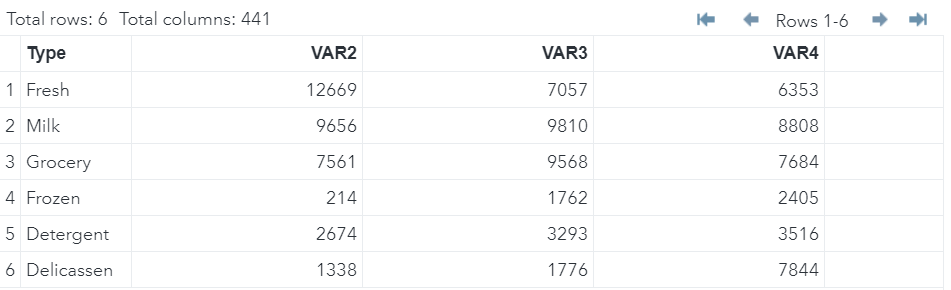 Total rows: 6 Total columns: 441 Rows 1-6
Type VAR2 VAR3 VAR4
1 Fresh 12669 7057 6353
2 Milk 9656 9810 8808
3 Grocery 7561 9568 7684
4 Frozen 214 1762 2405
5 Detergent 2674 3293 3516
6 Delicassen 1338 1776 7844